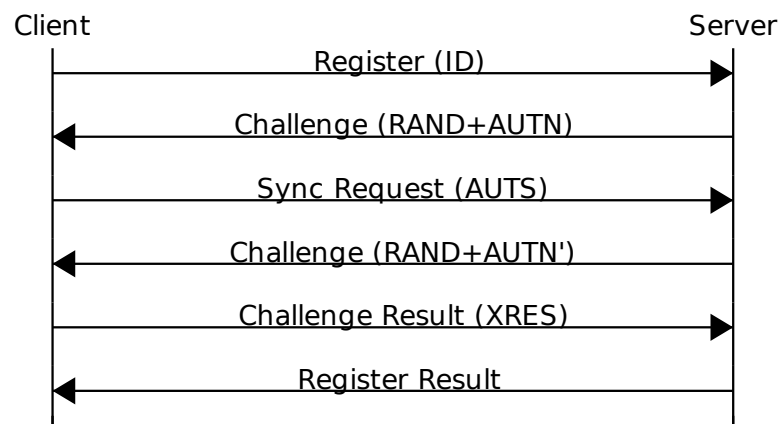 Client
Server
Register (ID)
Challenge (RAND+AUTN)
Sync Request (AUTS)
Challenge (RAND+AUTN')
Challenge Result (XRES)
Register Result